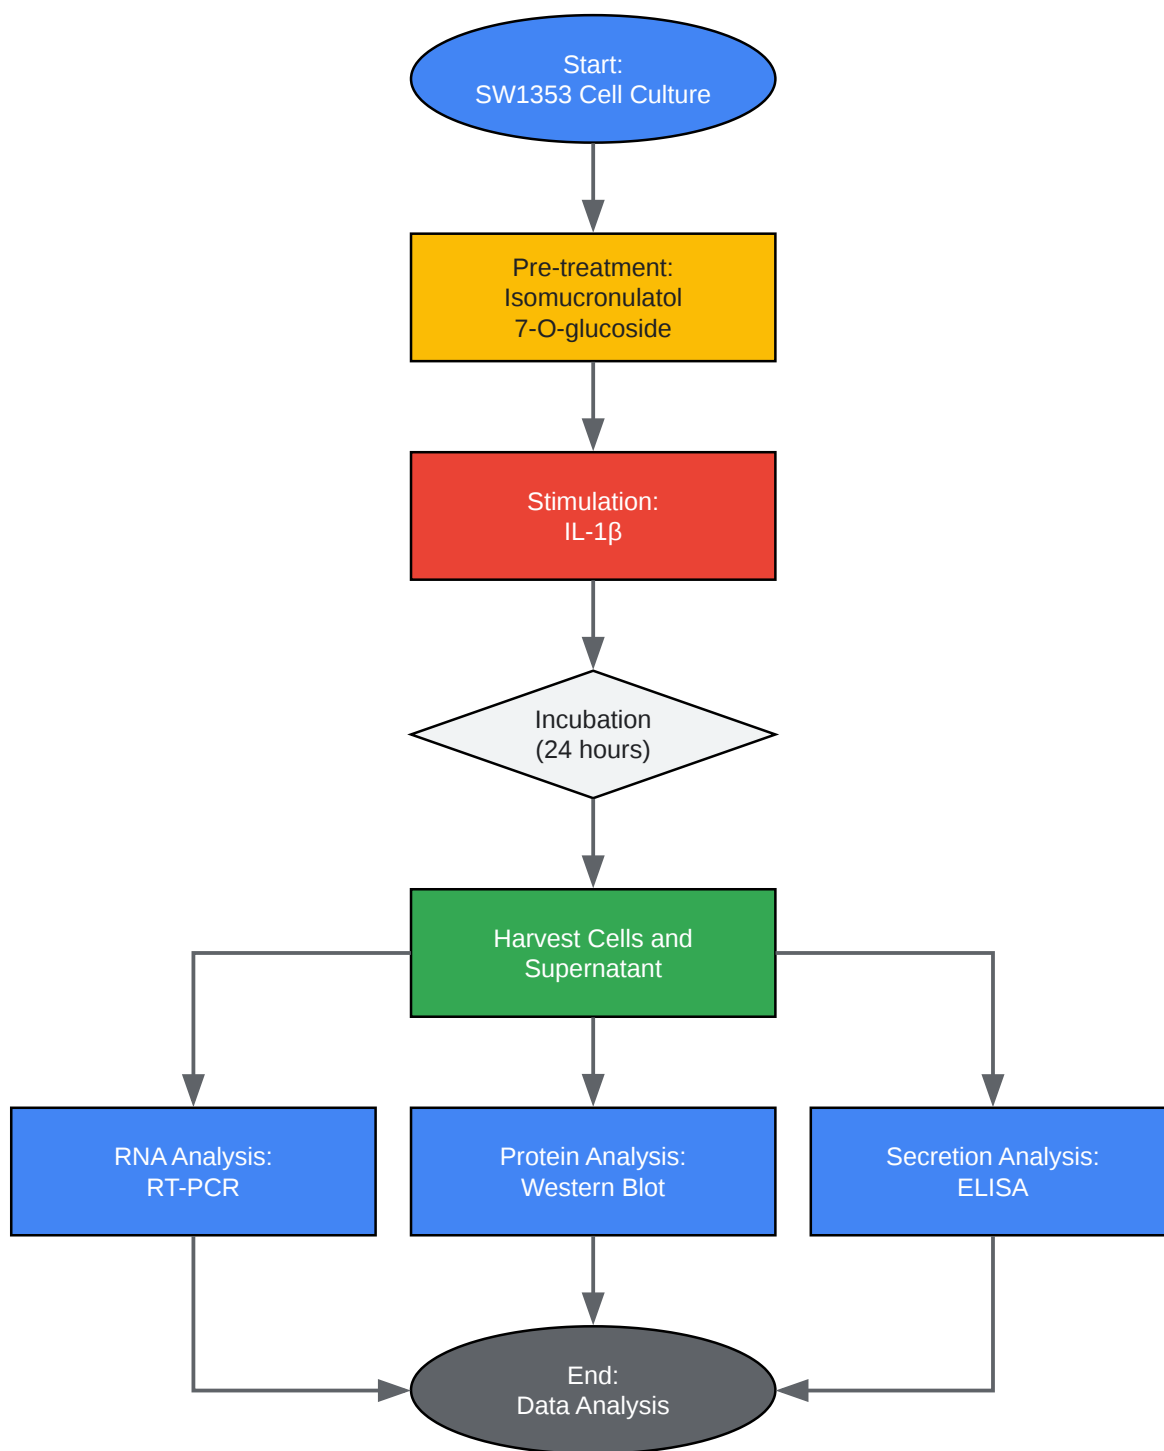 Start:
SW1353 Cell Culture
Pre-treatment:
Isomucronulatol
7-O-glucoside
Stimulation:
IL-1β
Incubation
(24 hours)
Harvest Cells and
Supernatant
RNA Analysis:
RT-PCR
Protein Analysis:
Western Blot
Secretion Analysis:
ELISA
End:
Data Analysis